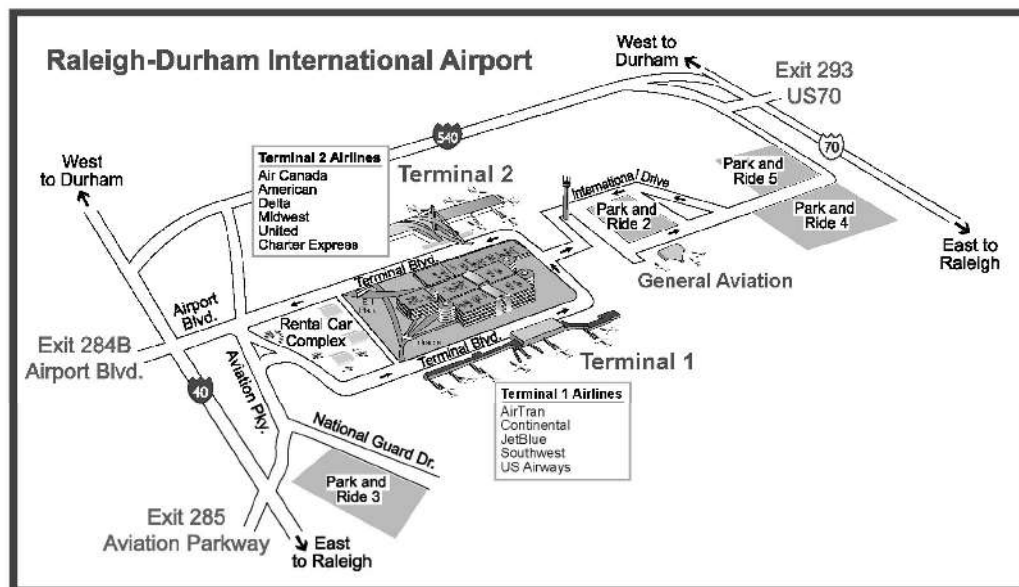 Raleigh-Durham International Airport
West to
Durham
Exit 293
US70
540
70
West
to Durham
Terminal 2 Airlines
Air Canada
American
Delta
Midwest
United
Charter Express
Terminal 2
International Drive
Park and
Ride 5
Park and
Ride 2
Park and
Ride 4
East to
Raleigh
General Aviation
Terminal Blvd.
Airport
Blvd.
Rental Car
Complex
Exit 284B
Airport Blvd.
Terminal Blvd.
Terminal 1
40
Aviation Pky.
Terminal 1 Airlines
AirTran
Continental
JetBlue
Southwest
US Airways
National Guard Dr.
Park and
Ride 3
Exit 285
Aviation Parkway
East
to Raleigh